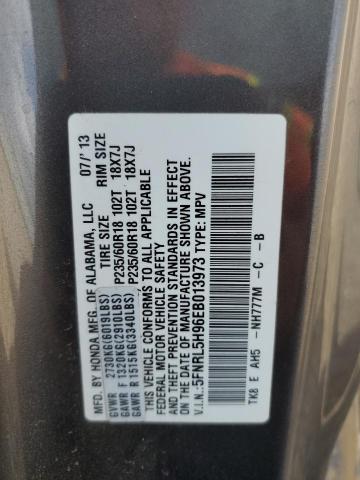 MFD. BY HONDA MFG. OF ALABAMA, LLC 07/'13
TIRE SIZE RIM SIZE
GVWR 2730KG(6019LBS)
GAWR F 1320KG(2910LBS) P235/60R18 102T 18X7J
GAWR R 1515KG(3340LBS) P235/60R18 102T 18X7J
THIS VEHICLE CONFORMS TO ALL APPLICABLE
FEDERAL MOTOR VEHICLE SAFETY
AND THEFT PREVENTION STANDARDS IN EFFECT
ON THE DATE OF MANUFACTURE SHOWN ABOVE.
V.I.N.:5FNRL5H96EB013973 TYPE: MPV
TK8 E AH5 -NH777M -C -B